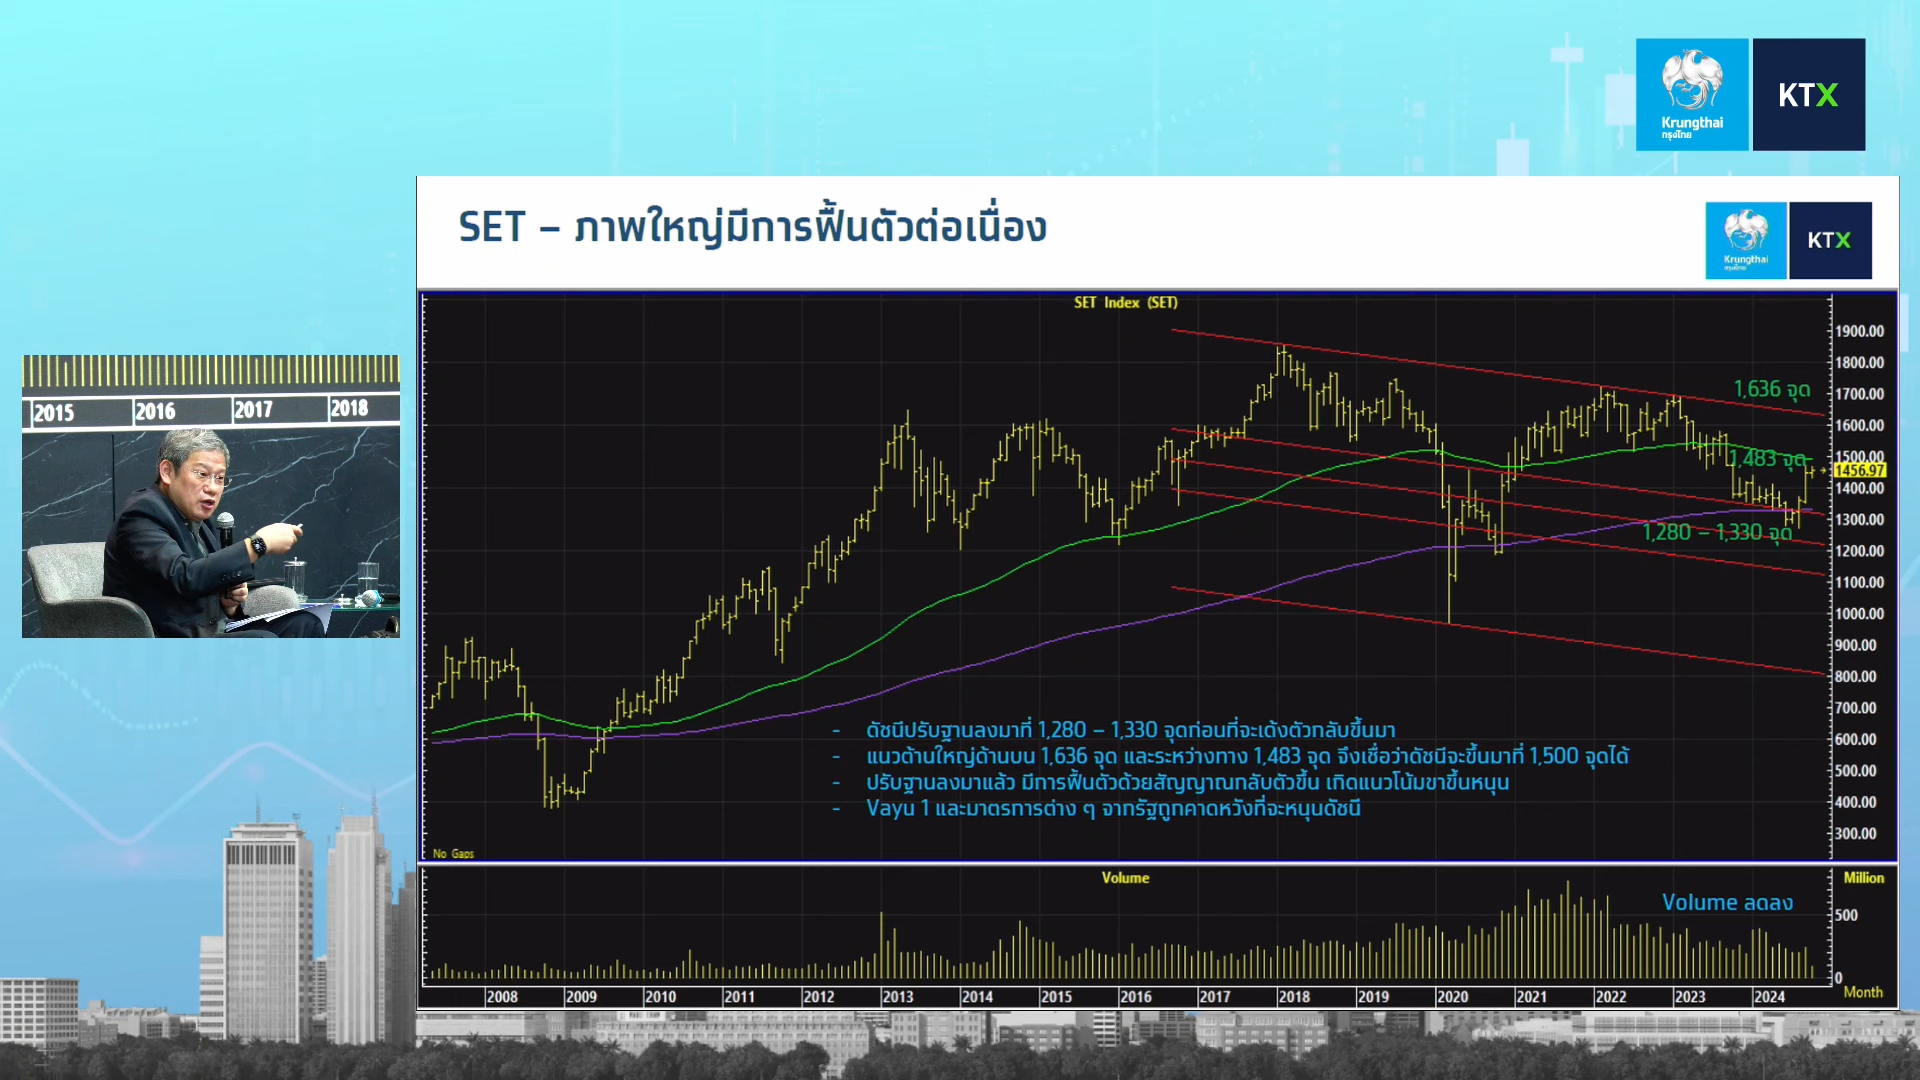 Krungthai
กรุงไทย
KTX
SET – ภาพใหญ่มีการฟื้นตัวต่อเนื่อง
Krungthai
กรุงไทย
KTX
SET Index (SET)
1900.00
1800.00
1700.00
1600.00
1500.00
1456.97
1400.00
1300.00
1200.00
1100.00
1000.00
900.00
800.00
700.00
600.00
500.00
400.00
300.00
1,636 จุด
1,483 จุด
1,280 – 1,330 จุด
2015 2016 2017 2018
- ดัชนีปรับฐานลงมาที่ 1,280 – 1,330 จุดก่อนที่จะเด้งตัวกลับขึ้นมา
- แนวต้านใหญ่ด้านบน 1,636 จุด และระหว่างทาง 1,483 จุด จึงเชื่อว่าดัชนีจะขึ้นมาที่ 1,500 จุดได้
- ปรับฐานลงมาแล้ว มีการฟื้นตัวด้วยสัญญาณกลับตัวขึ้น เกิดแนวโน้มขาขึ้นหนุน
- Vayu 1 และมาตรการต่าง ๆ จากรัฐถูกคาดหวังที่จะหนุนดัชนี
No Gaps
Volume
Million
Volume ลดลง
500
0
2008 2009 2010 2011 2012 2013 2014 2015 2016 2017 2018 2019 2020 2021 2022 2023 2024
Month